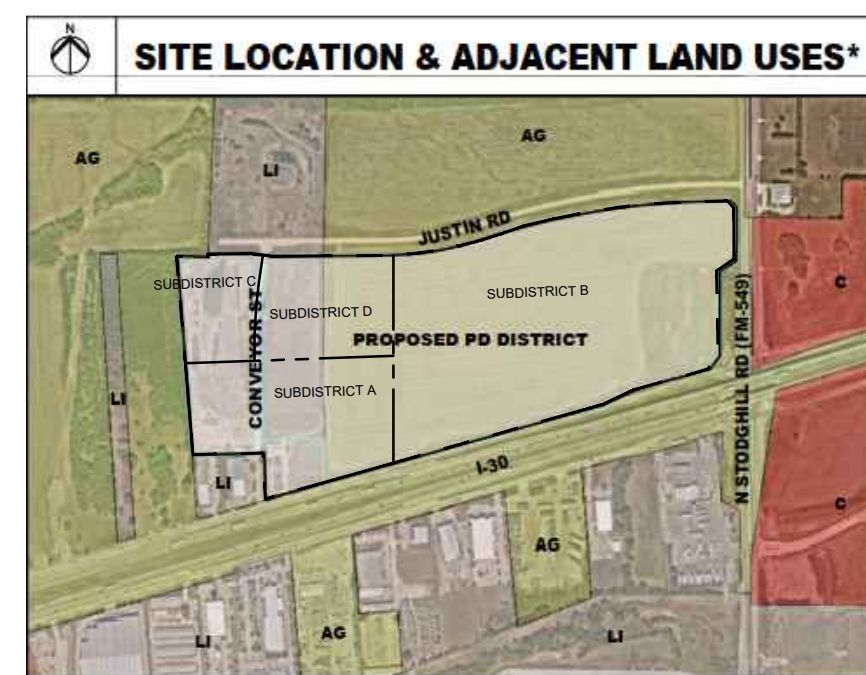 N
SITE LOCATION & ADJACENT LAND USES*
AG
AG
LI
JUSTIN RD
SUBDISTRICT C
SUBDISTRICT D
SUBDISTRICT B
PROPOSED PD DISTRICT
CONVEYOR ST
SUBDISTRICT A
N STODGHILL RD (FM-549)
C
LI
I-30
LI
C
AG
LI
AG
LI